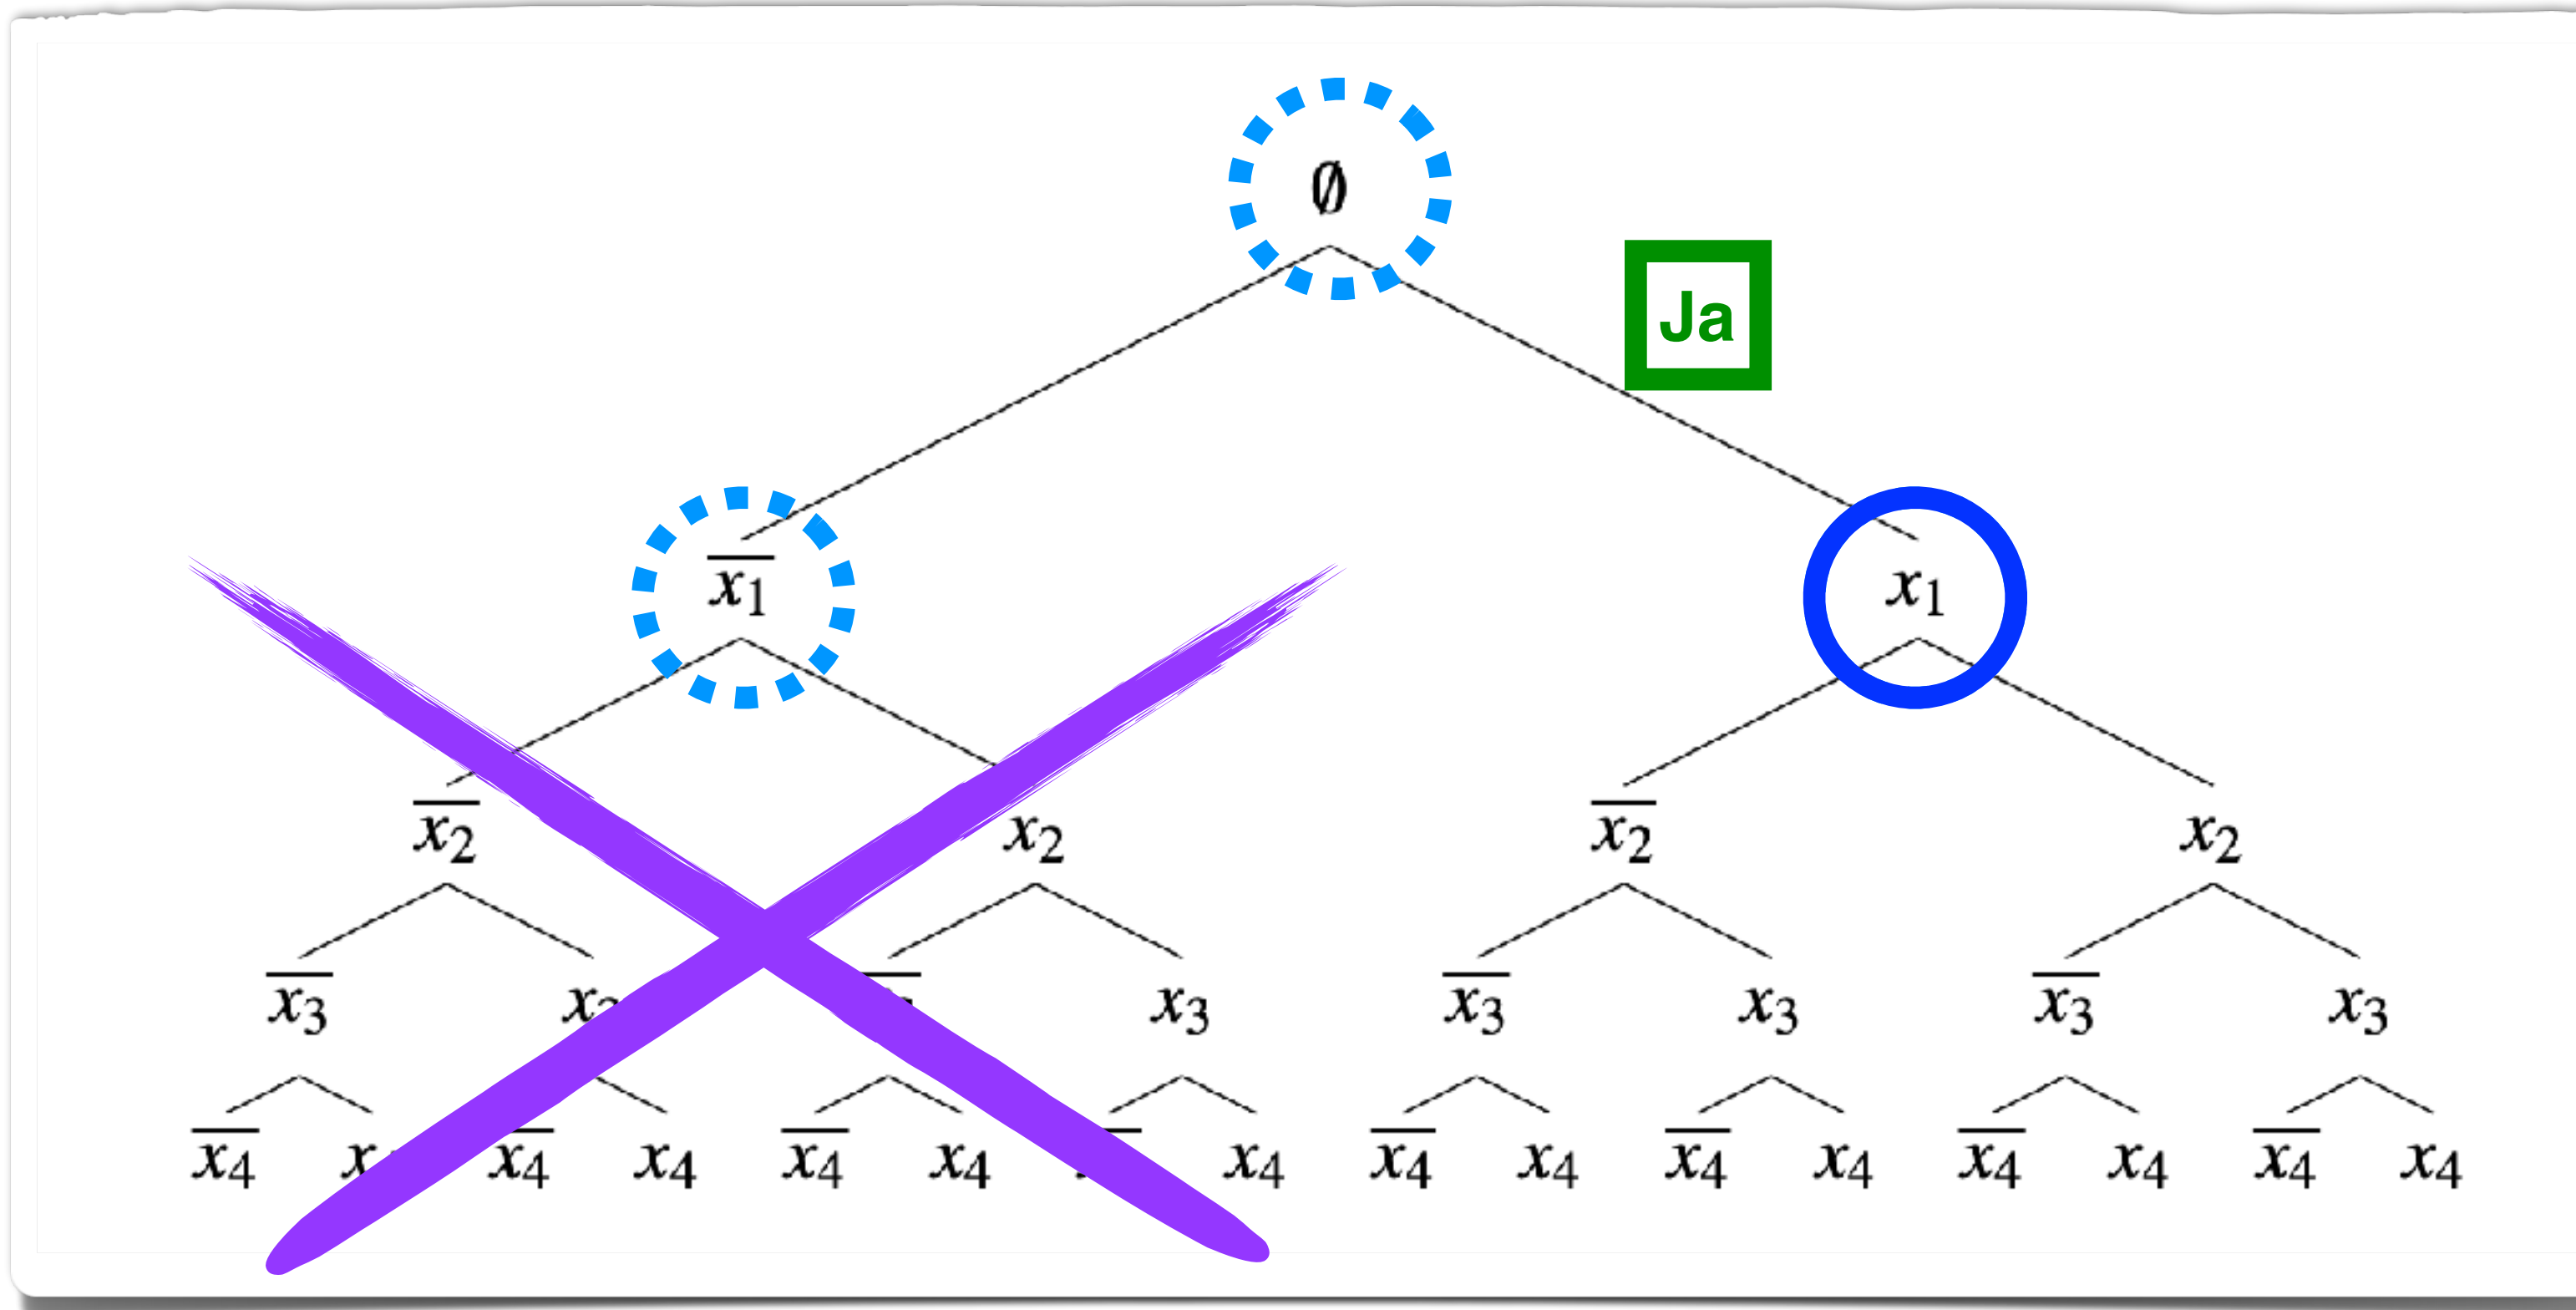 ∅
Ja
x̅₁ x₁
x̅₂ x₂ x̅₂ x₂
x̅₃ x₃ x̅₃ x₃ x̅₃ x₃
x̅₄ x̅₄ x₄ x̅₄ x₄ x₄ x̅₄ x₄ x̅₄ x₄ x̅₄ x₄ x̅₄ x₄